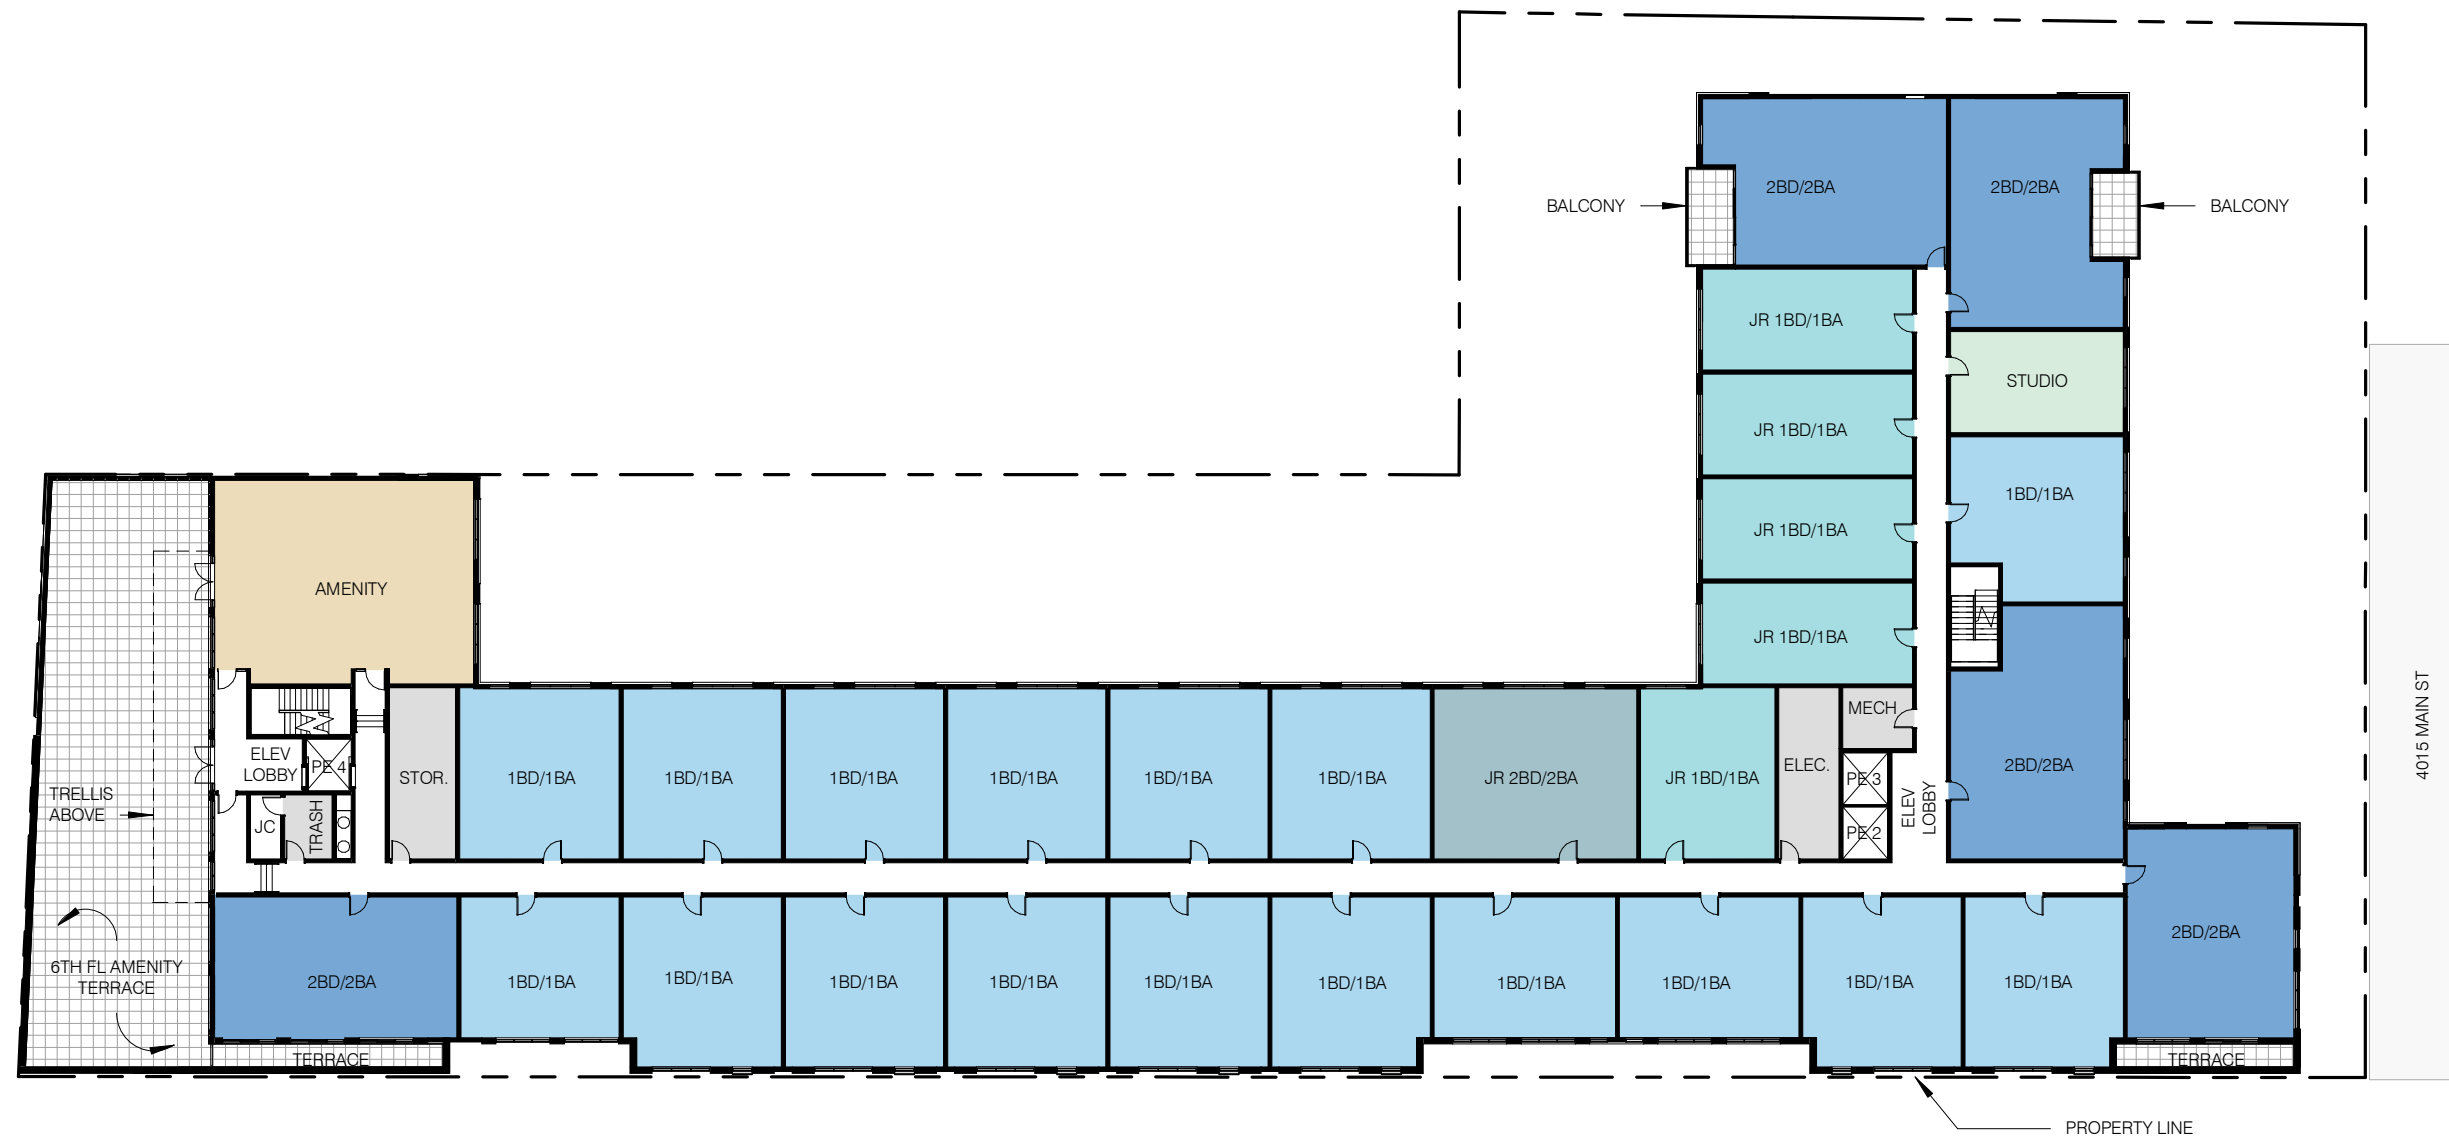 2BD/2BA
2BD/2BA
BALCONY
BALCONY
JR 1BD/1BA
STUDIO
JR 1BD/1BA
1BD/1BA
JR 1BD/1BA
AMENITY
JR 1BD/1BA
MECH
ELEV
LOBBY
PE 4
STOR.
1BD/1BA
1BD/1BA
1BD/1BA
1BD/1BA
1BD/1BA
1BD/1BA
JR 2BD/2BA
JR 1BD/1BA
ELEC.
PE 3
ELEV
LOBBY
2BD/2BA
4015 MAIN ST
TRELLIS
ABOVE
JC
TRASH
PE 2
2BD/2BA
6TH FL AMENITY
TERRACE
2BD/2BA
1BD/1BA
1BD/1BA
1BD/1BA
1BD/1BA
1BD/1BA
1BD/1BA
1BD/1BA
1BD/1BA
1BD/1BA
1BD/1BA
TERRACE
TERRACE
PROPERTY LINE